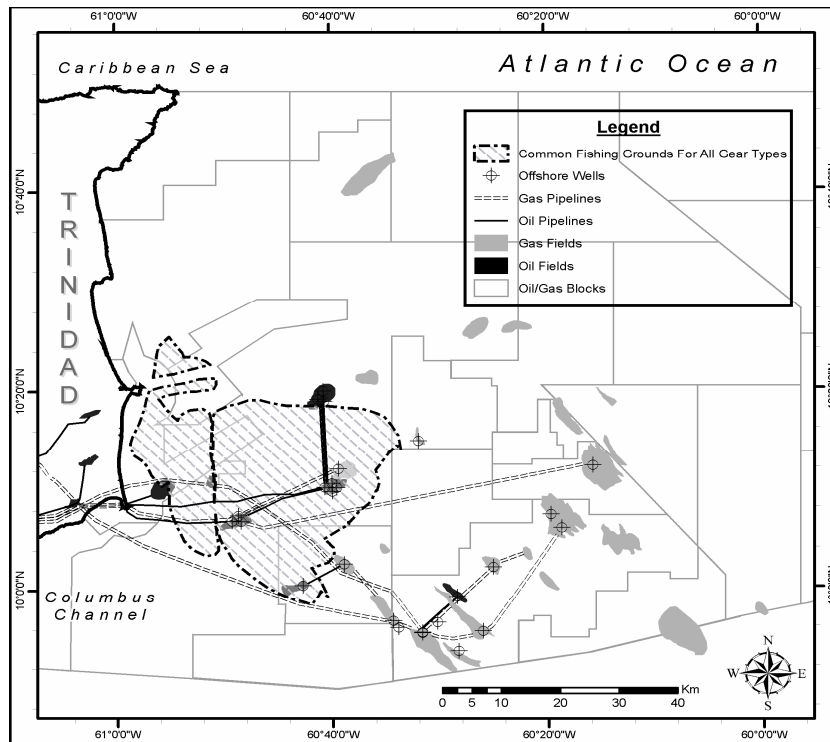 61°0'0"W 60°40'0"W 60°20'0"W 60°0'0"W
Caribbean Sea
Atlantic Ocean
Legend
Common Fishing Grounds For All Gear Types
Offshore Wells
Gas Pipelines
Oil Pipelines
Gas Fields
Oil Fields
Oil/Gas Blocks
10°40'0"N
TRINIDAD
10°20'0"N
10°0'0"N
Columbus
Channel
N
W E
S
Km
0 5 10 20 30 40
61°0'0"W 60°40'0"W 60°20'0"W 60°0'0"W